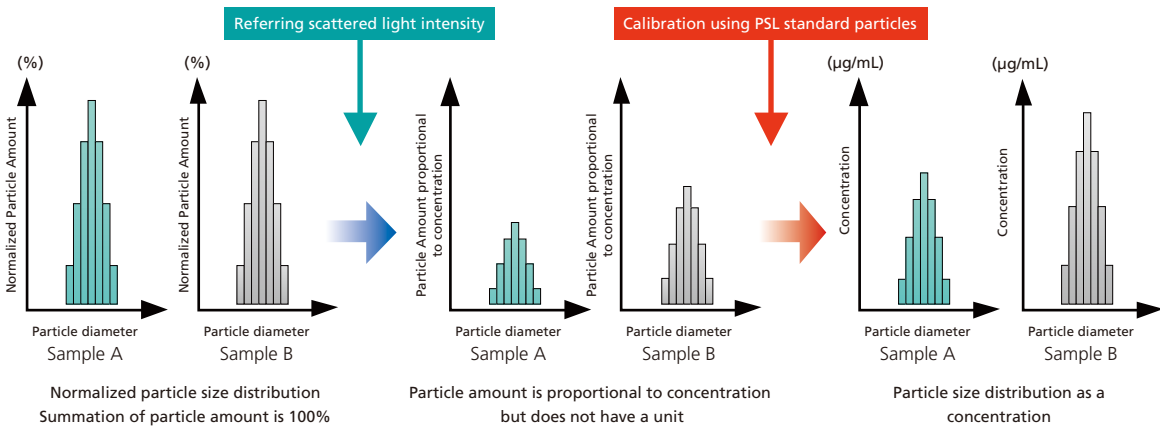 Referring scattered light intensity
Calibration using PSL standard particles
(%)
Normalized Particle Amount
Particle diameter
Sample A
(%)
Normalized Particle Amount
Particle diameter
Sample B
Normalized particle size distribution
Summation of particle amount is 100%
Particle Amount proportional
to concentration
Particle diameter
Sample A
Particle Amount proportional
to concentration
Particle diameter
Sample B
Particle amount is proportional to concentration
but does not have a unit
(μg/mL)
Concentration
Particle diameter
Sample A
(μg/mL)
Concentration
Particle diameter
Sample B
Particle size distribution as a
concentration